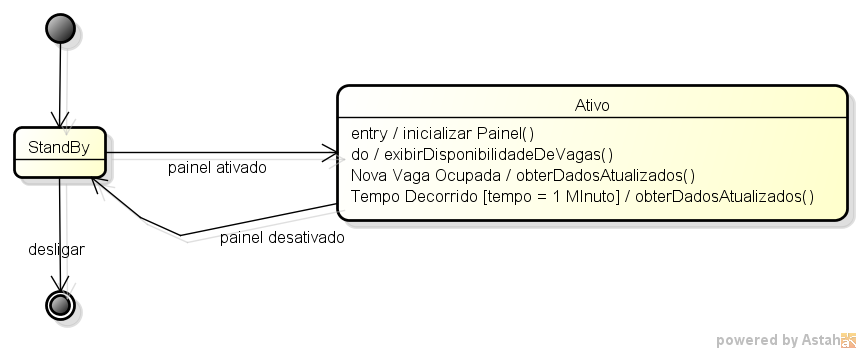 Ativo
entry / inicializar Painel()
StandBy
do / exibirDisponibilidadeDeVagas()
painel ativado
Nova Vaga Ocupada / obterDadosAtualizados()
Tempo Decorrido [tempo = 1 MInuto] / obterDadosAtualizados()
painel desativado
desligar
powered by Astah